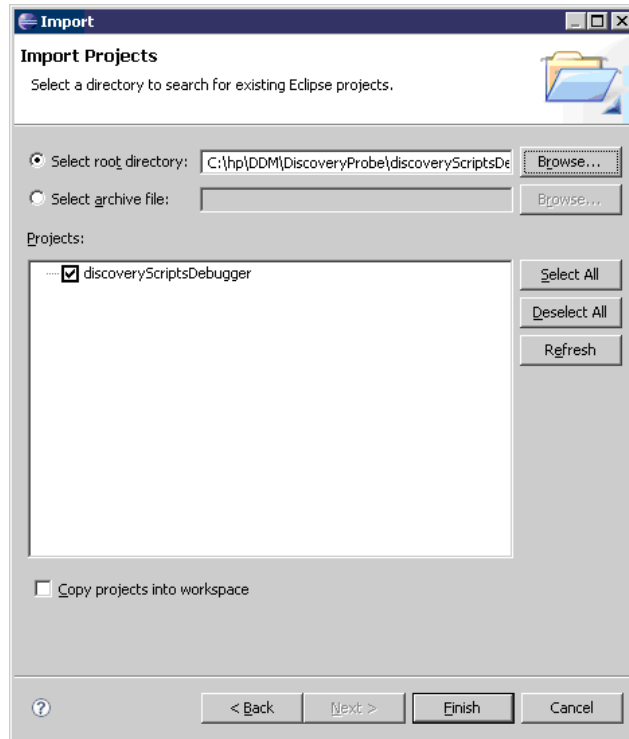 Import
Import Projects
Select a directory to search for existing Eclipse projects.
Select root directory: C:\hp\DDM\DiscoveryProbe\discoveryScriptsDe Browse...
Select archive file: Browse...
Projects:
discoveryScriptsDebugger
Select All
Deselect All
Refresh
Copy projects into workspace
? < Back Next > Finish Cancel